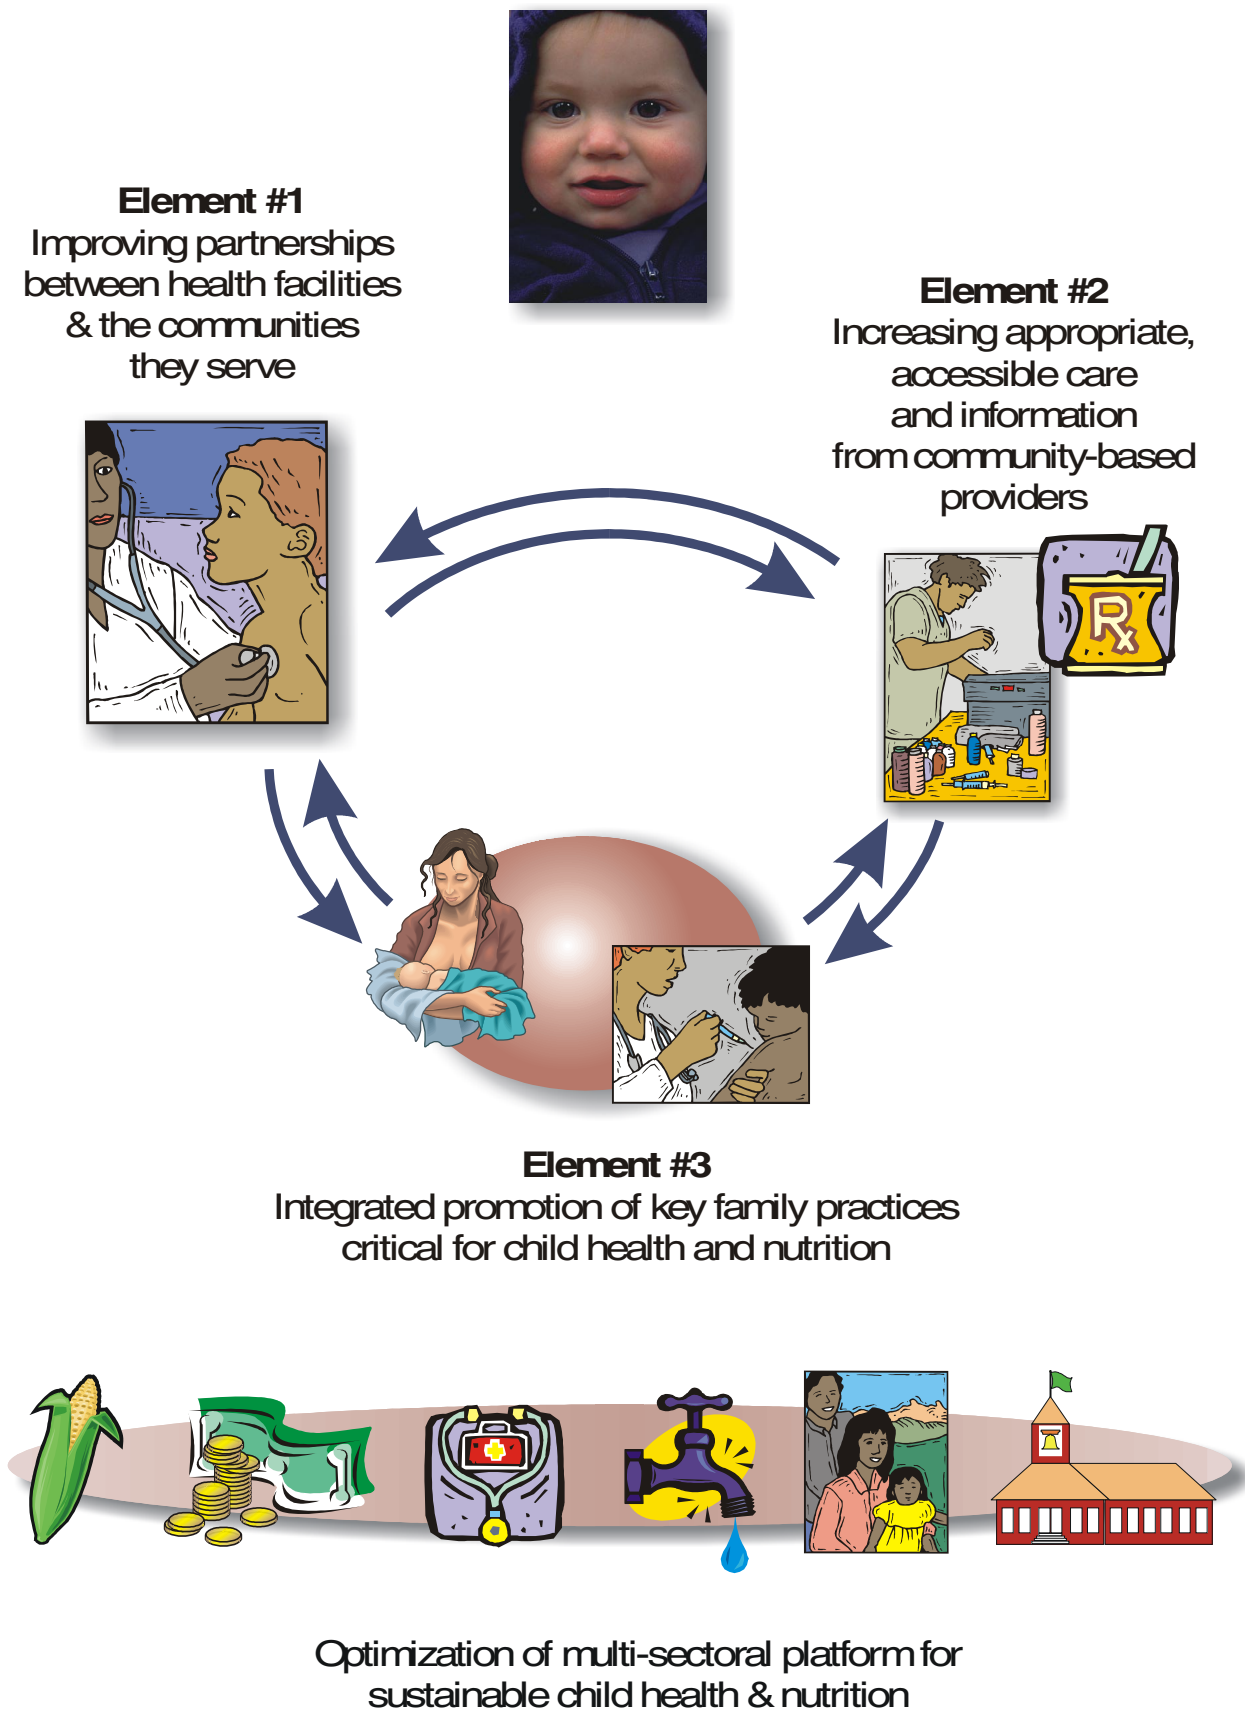 Element #1
Improving partnerships
between health facilities
& the communities
they serve
Element #2
Increasing appropriate,
accessible care
and information
from community-based
providers
Rx
Element #3
Integrated promotion of key family practices
critical for child health and nutrition
Optimization of multi-sectoral platform for
sustainable child health & nutrition